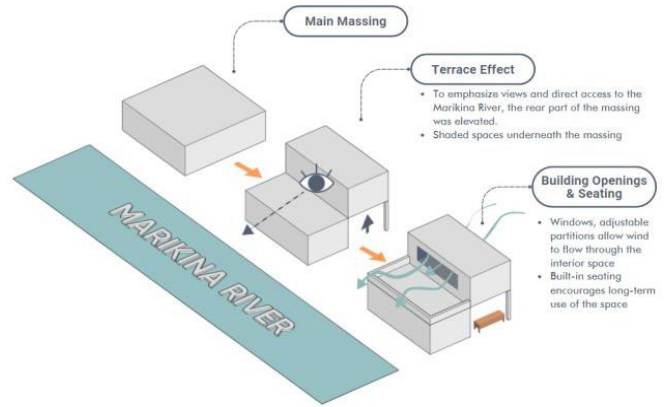 Main Massing
Terrace Effect
• To emphasize views and direct access to the
Marikina River, the rear part of the massing
was elevated.
• Shaded spaces underneath the massing
Building Openings
& Seating
• Windows, adjustable
partitions allow wind
to flow through the
interior space
• Built-in seating
encourages long-term
use of the space
MARIKINA RIVER